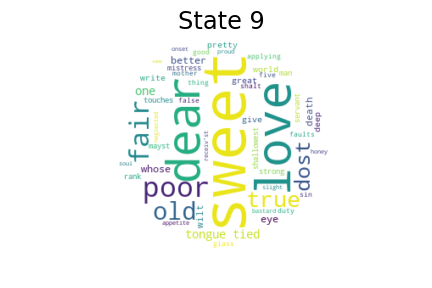 State 9
onset
proud
pretty
good
applying
better
mistress
world
mother
five
man
write
thing
great
shalt
one
touches
false
servant
death
give
deep
fair
dear
sweet
love
receiv'st
faults
mayst
shallowest
dost
whose
strong
soul
rank
slight
sin
honey
poor
true
appetite
old
wilt
bastard
duty
eye
tongue tied
glass